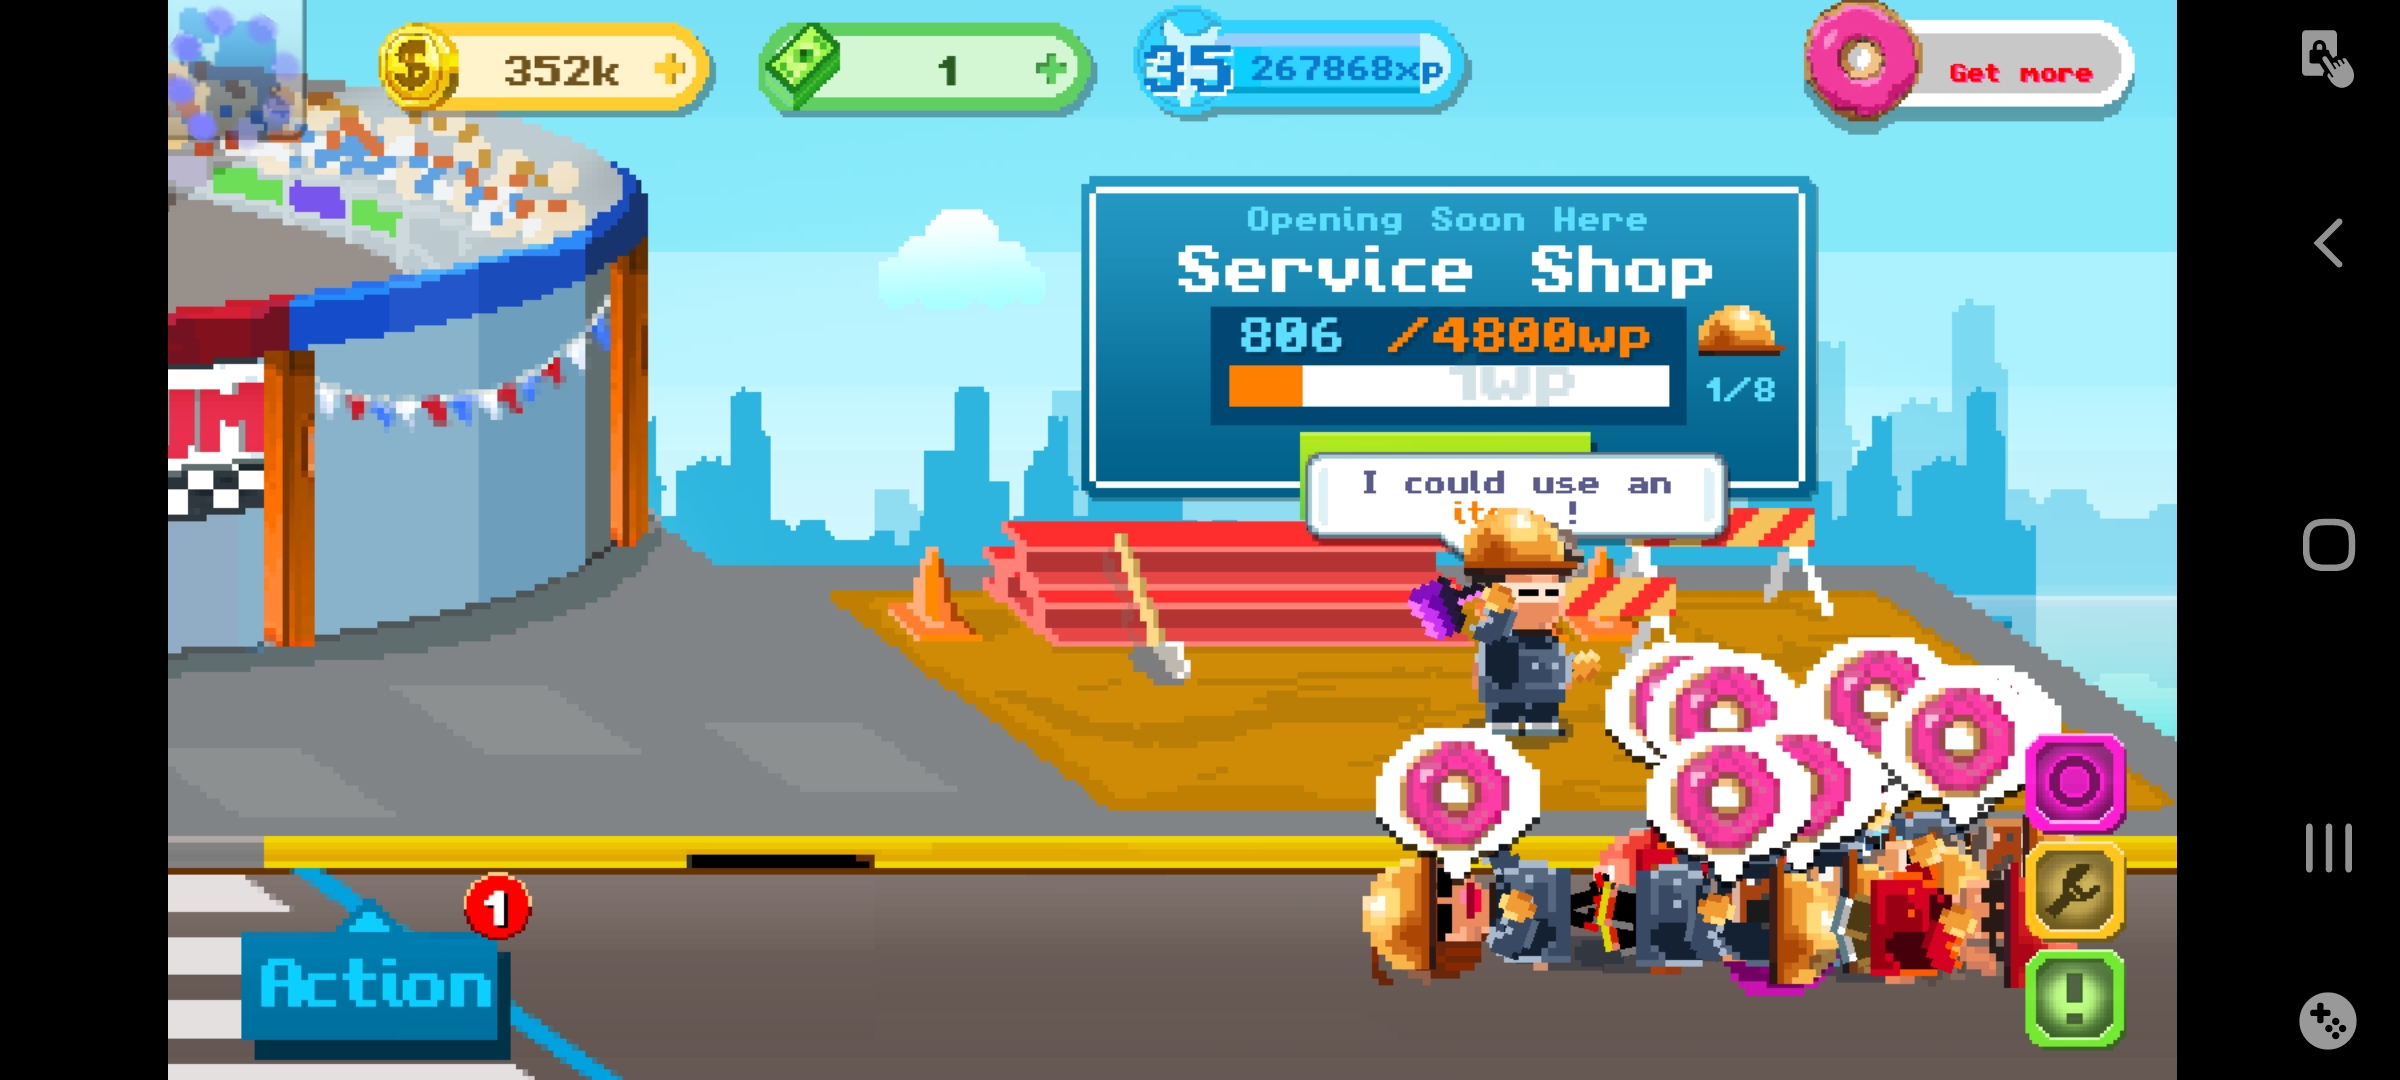 352k
1
35
267868xp
Get more
Opening Soon Here
Service Shop
806 /4800wp
1wp
1/8
I could use an
!
1
Action